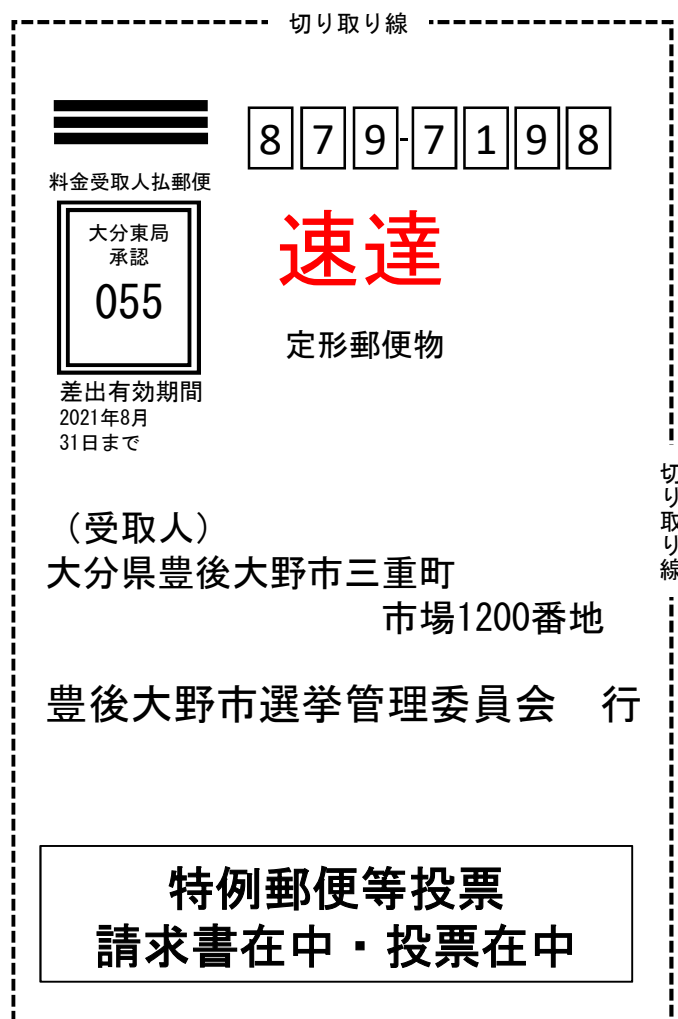 切り取り線
879-7198
料金受取人払郵便
大分東局
承認
055
速達
定形郵便物
差出有効期間
2021年8月
31日まで
切り取り線
（受取人）
大分県豊後大野市三重町
市場1200番地
豊後大野市選挙管理委員会　行
特例郵便等投票
請求書在中・投票在中